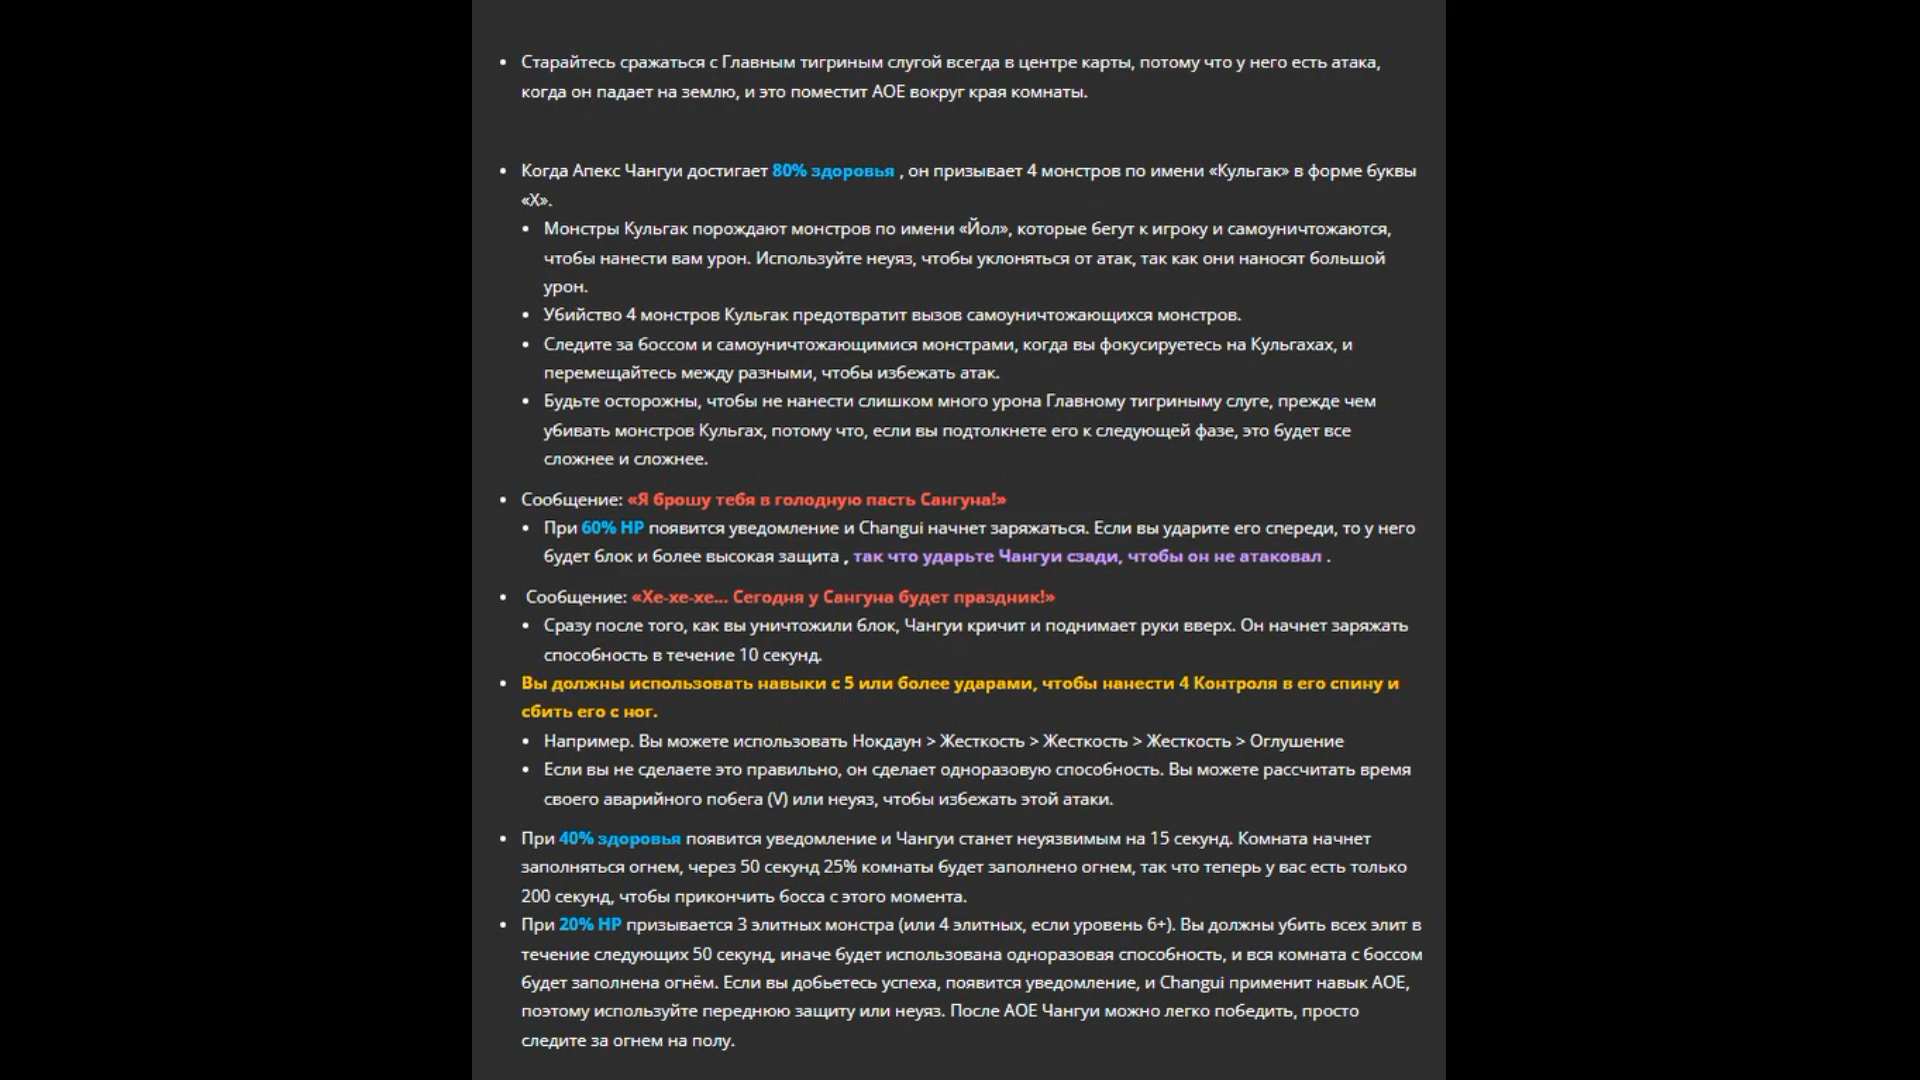 Старайтесь сражаться с Главным тигриным слугой всегда в центре карты, потому что у него есть атака,
когда он падает на землю, и это поместит АОЕ вокруг края комнаты.
Когда Апекс Чангуи достигает 80% здоровья , он призывает 4 монстров по имени «Кульгак» в форме буквы
«X».
Монстры Кульгак порождают монстров по имени «Йол», которые бегут к игроку и самоуничтожаются,
чтобы нанести вам урон. Используйте неуяз, чтобы уклоняться от атак, так как они наносят большой
урон.
Убийство 4 монстров Кульгак предотвратит вызов самоуничтожающихся монстров.
Следите за боссом и самоуничтожающимися монстрами, когда вы фокусируетесь на Кульгахах, и
перемещайтесь между разными, чтобы избежать атак.
Будьте осторожны, чтобы не нанести слишком много урона Главному тигриныму слуге, прежде чем
убивать монстров Кульгах, потому что, если вы подтолкнете его к следующей фазе, это будет все
сложнее и сложнее.
Сообщение: «Я брошу тебя в голодную пасть Сангуна!»
При 60% HP появится уведомление и Changui начнет заряжаться. Если вы ударите его спереди, то у него
будет блок и более высокая защита , так что ударьте Чангуи сзади, чтобы он не атаковал .
Сообщение: «Хе-хе-хе... Сегодня у Сангуна будет праздник!»
Сразу после того, как вы уничтожили блок, Чангуи кричит и поднимает руки вверх. Он начнет заряжать
способность в течение 10 секунд.
Вы должны использовать навыки с 5 или более ударами, чтобы нанести 4 Контроля в его спину и
сбить его с ног.
Например. Вы можете использовать Нокдаун > Жесткость > Жесткость > Жесткость > Оглушение
Если вы не сделаете это правильно, он сделает одноразовую способность. Вы можете рассчитать время
своего аварийного побега (V) или неуяз, чтобы избежать этой атаки.
При 40% здоровья появится уведомление и Чангуи станет неуязвимым на 15 секунд. Комната начнет
заполняться огнем, через 50 секунд 25% комнаты будет заполнено огнем, так что теперь у вас есть только
200 секунд, чтобы прикончить босса с этого момента.
При 20% HP призывается 3 элитных монстра (или 4 элитных, если уровень 6+). Вы должны убить всех элит в
течение следующих 50 секунд, иначе будет использована одноразовая способность, и вся комната с боссом
будет заполнена огнём. Если вы добьетесь успеха, появится уведомление, и Changui применит навык АОЕ,
поэтому используйте переднюю защиту или неуяз. После АОЕ Чангуи можно легко победить, просто
следите за огнем на полу.